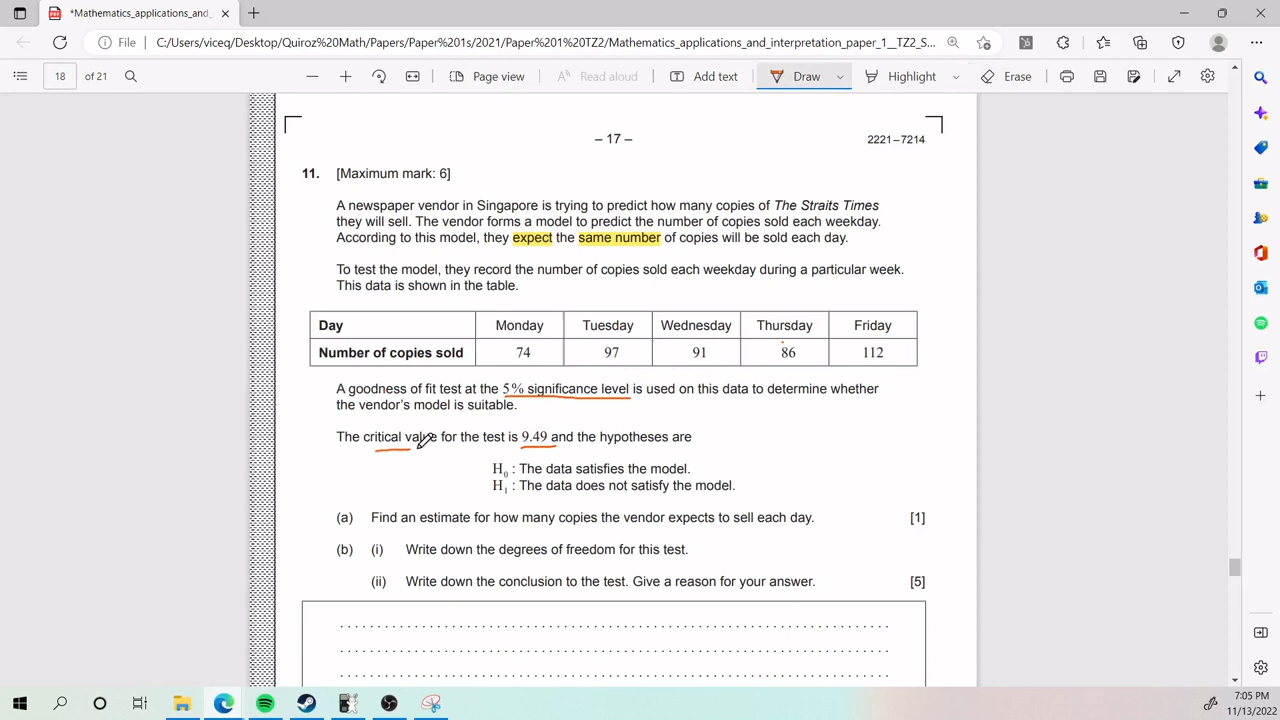 *Mathematics_applications_and_
File
C:/Users/viceq/Desktop/Quiroz%20Math/Papers/Paper%201s/2021/Paper%201%20TZ2/Mathematics_applications_and_interpretation_paper_1__TZ2_S...
18 of 21
Page view
Read aloud
Add text
Draw
Highlight
Erase
– 17 –
2221–7214
11. [Maximum mark: 6]
A newspaper vendor in Singapore is trying to predict how many copies of The Straits Times
they will sell. The vendor forms a model to predict the number of copies sold each weekday.
According to this model, they expect the same number of copies will be sold each day.
To test the model, they record the number of copies sold each weekday during a particular week.
This data is shown in the table.
Day Monday Tuesday Wednesday Thursday Friday
Number of copies sold 74 97 91 86 112
A goodness of fit test at the 5% significance level is used on this data to determine whether
the vendor's model is suitable.
The critical value for the test is 9.49 and the hypotheses are
H₀ : The data satisfies the model.
H₁ : The data does not satisfy the model.
(a) Find an estimate for how many copies the vendor expects to sell each day. [1]
(b) (i) Write down the degrees of freedom for this test.
(ii) Write down the conclusion to the test. Give a reason for your answer. [5]
7:05 PM
11/13/2022